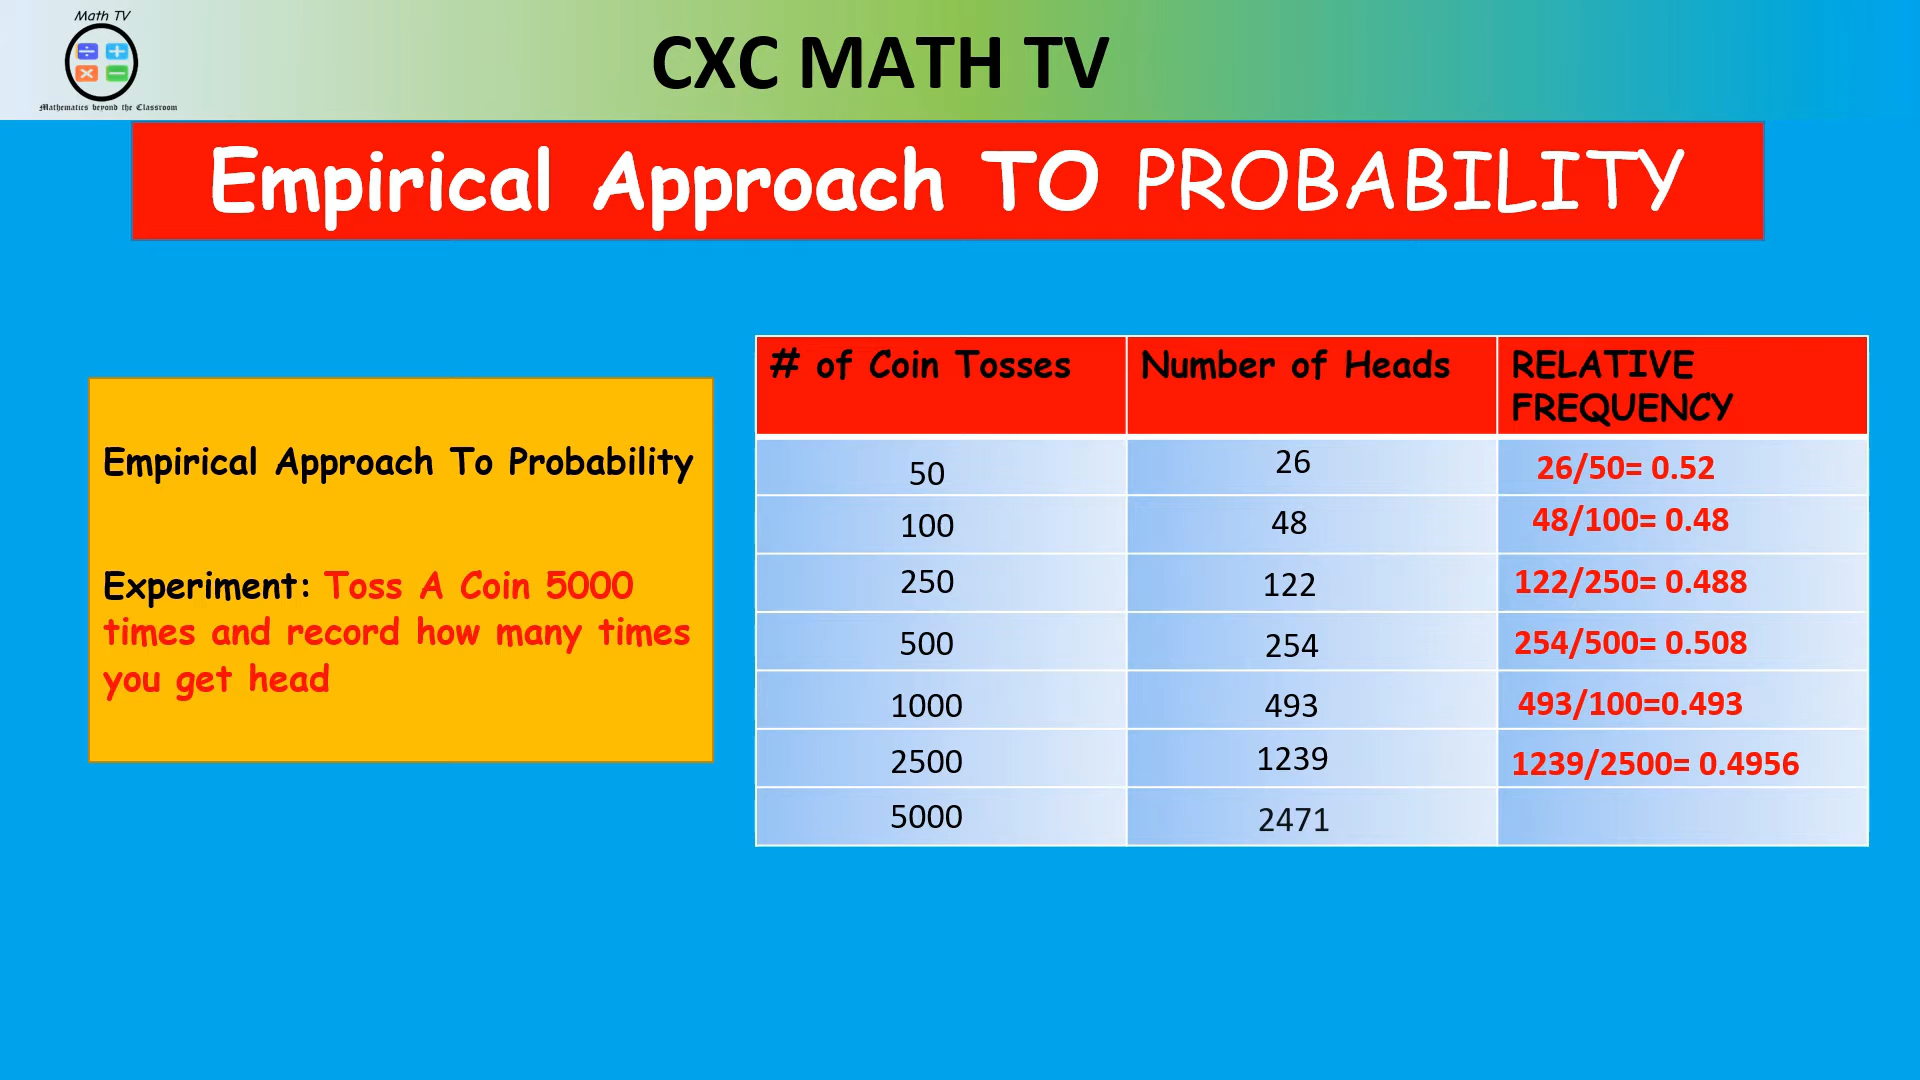 Math TV
Mathematics beyond the Classroom
CXC MATH TV
Empirical Approach TO PROBABILITY
Empirical Approach To Probability
Experiment: Toss A Coin 5000
times and record how many times
you get head
# of Coin Tosses Number of Heads RELATIVE
FREQUENCY
50 26 26/50= 0.52
100 48 48/100= 0.48
250 122 122/250= 0.488
500 254 254/500= 0.508
1000 493 493/100=0.493
2500 1239 1239/2500= 0.4956
5000 2471